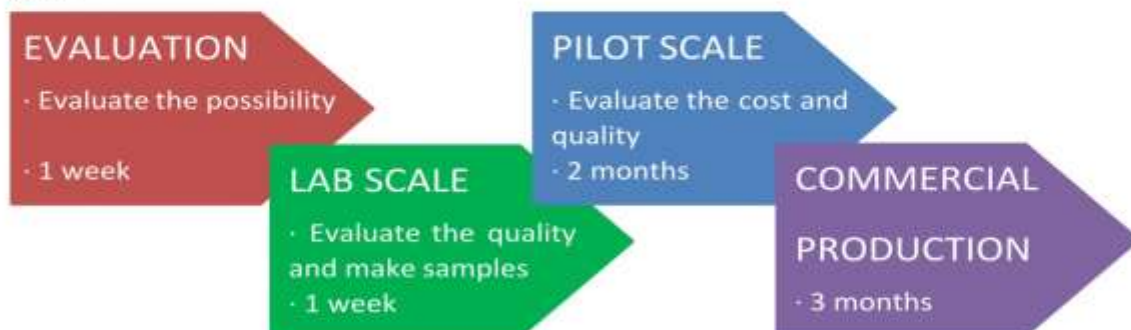 EVALUATION
· Evaluate the possibility
· 1 week
LAB SCALE
· Evaluate the quality
and make samples
· 1 week
PILOT SCALE
· Evaluate the cost and
quality
· 2 months
COMMERCIAL
PRODUCTION
· 3 months